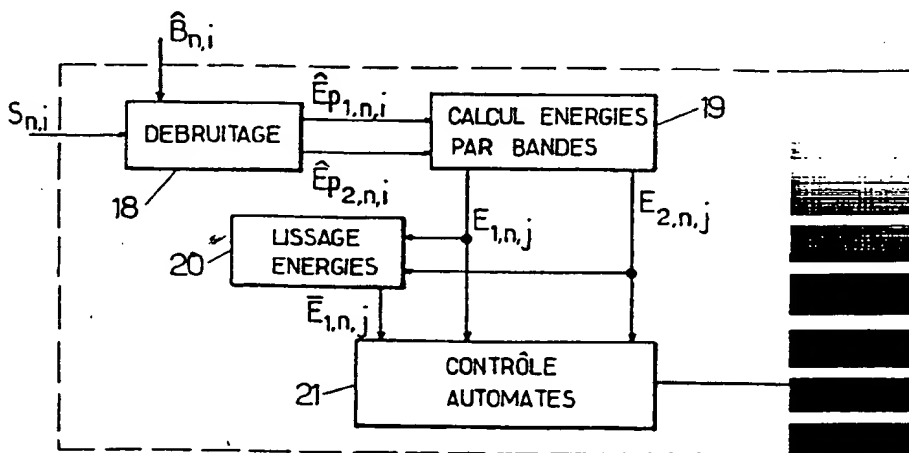 B̂n,i
Sn,i
DEBRUITAGE
18
Êp1,n,i
Êp2,n,i
CALCUL ENERGIES
PAR BANDES
19
E1,n,j
E2,n,j
20
LISSAGE
ENERGIES
Ē1,n,j
21
CONTRÔLE
AUTOMATES